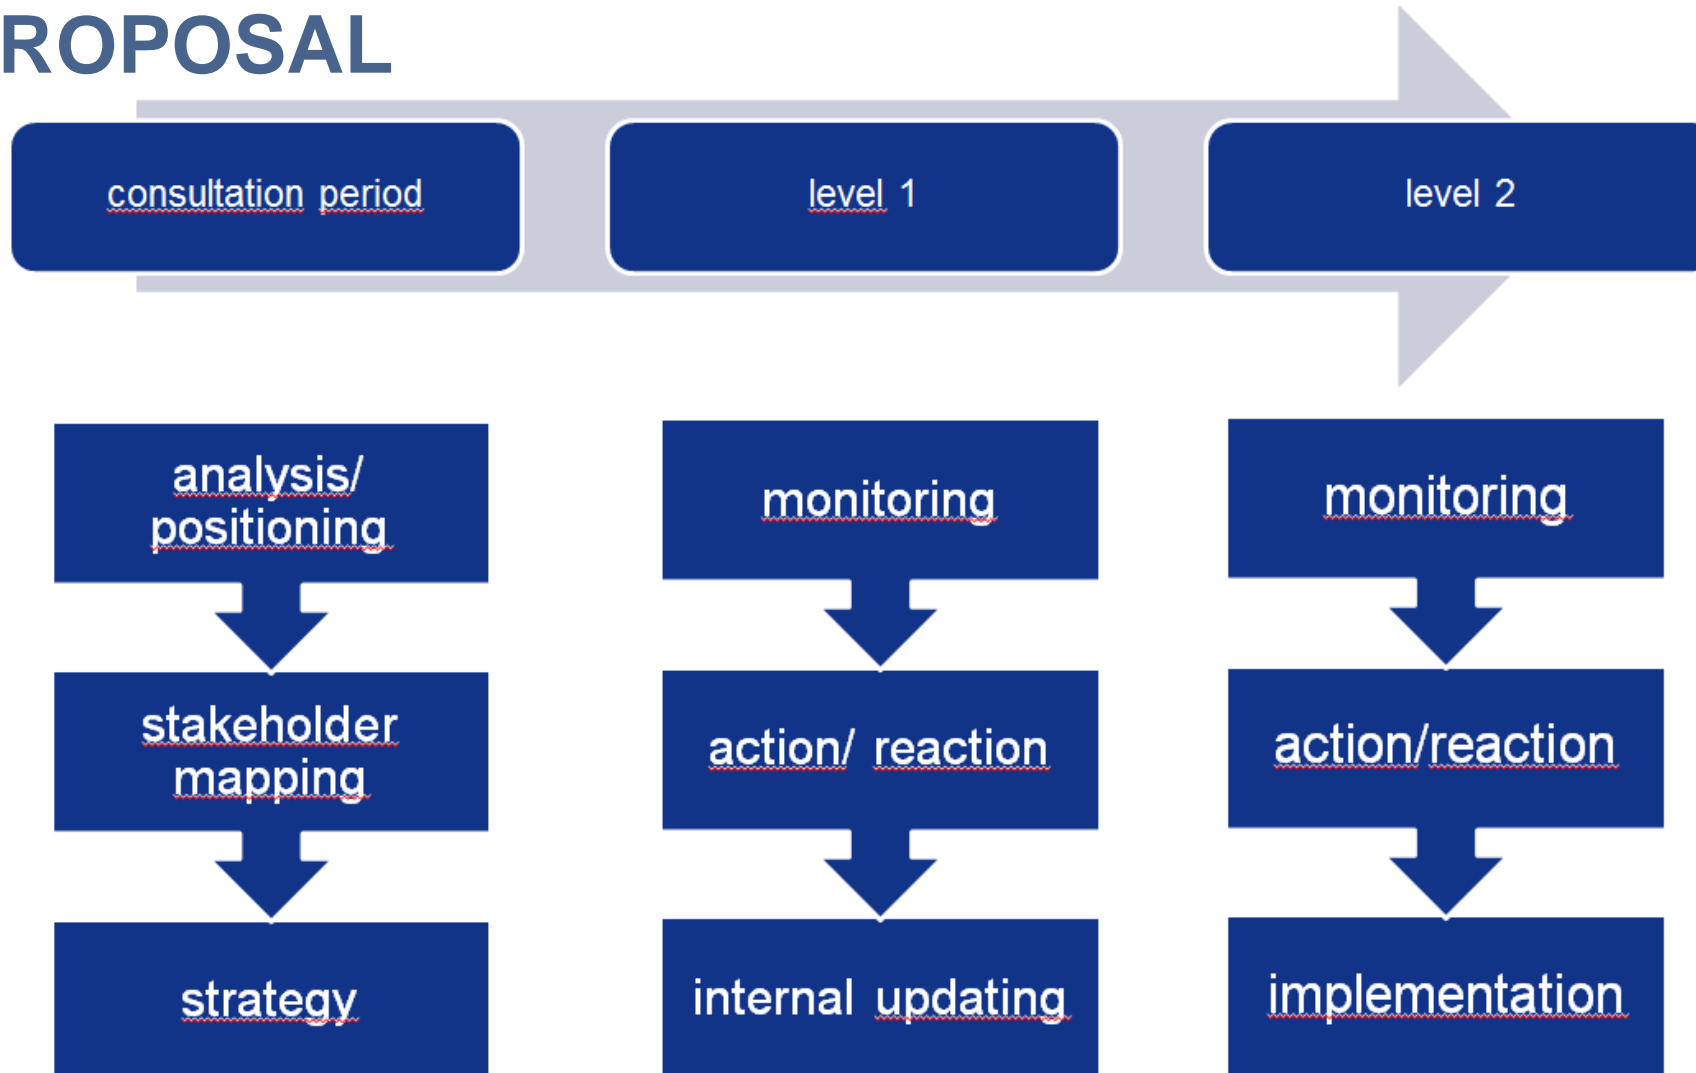 ROPOSAL
consultation period
level 1
level 2
analysis/
positioning
stakeholder
mapping
strategy
monitoring
action/ reaction
internal updating
monitoring
action/reaction
implementation